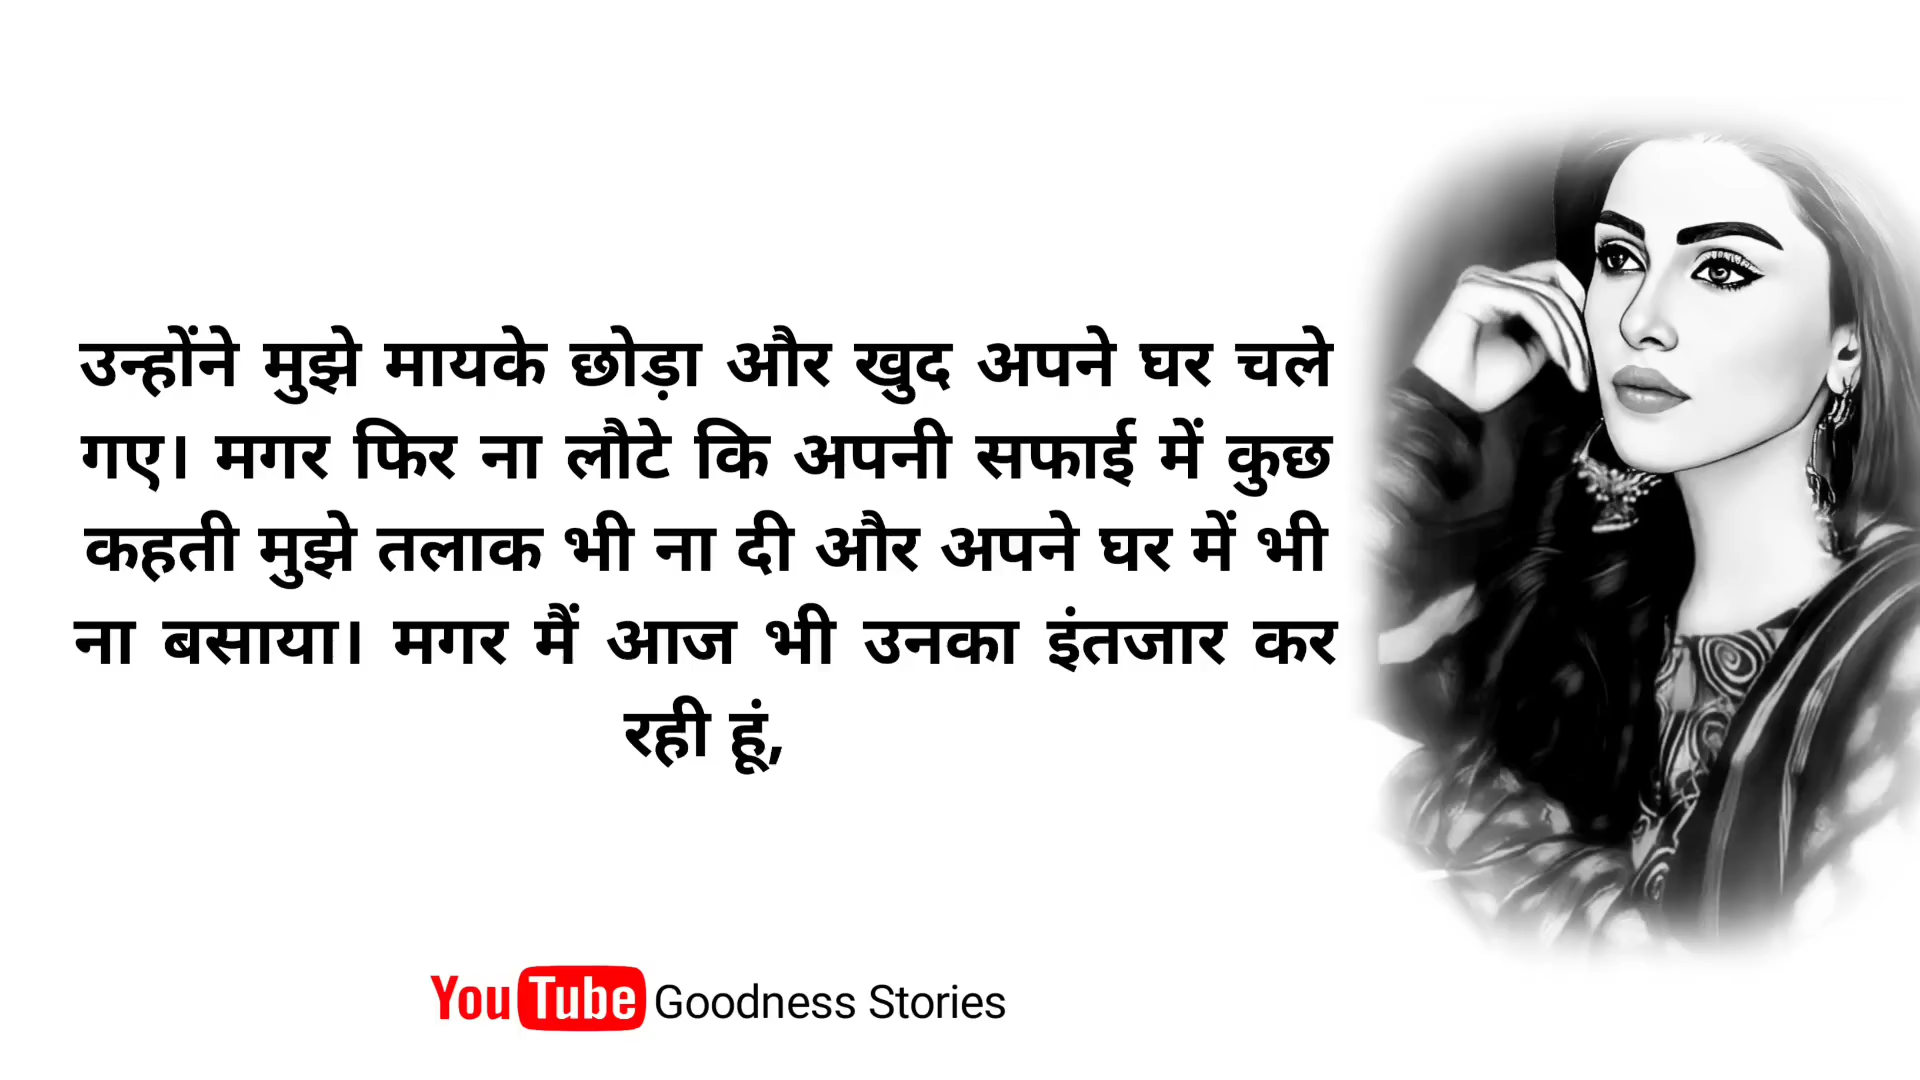 उन्होंने मुझे मायके छोड़ा और खुद अपने घर चले
गए। मगर फिर ना लौटे कि अपनी सफाई में कुछ
कहती मुझे तलाक भी ना दी और अपने घर में भी
ना बसाया। मगर मैं आज भी उनका इंतजार कर
रही हूं,
YouTube Goodness Stories